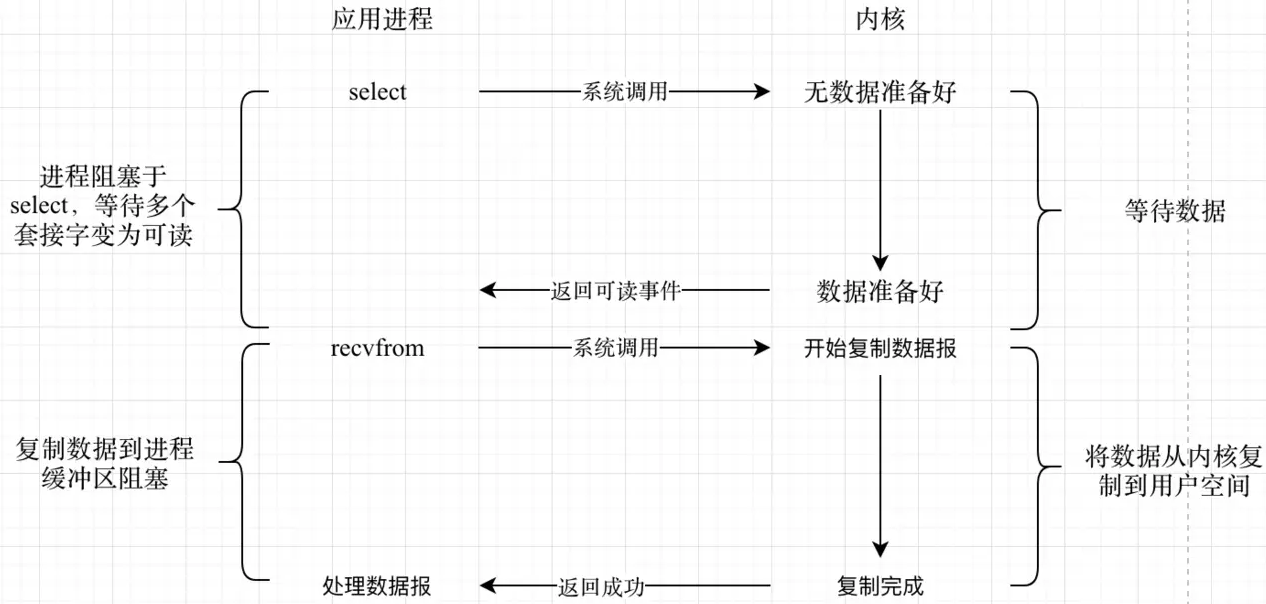 应用进程
内核
select
系统调用
无数据准备好
进程阻塞于
select，等待多个
套接字变为可读
等待数据
返回可读事件
数据准备好
recvfrom
系统调用
开始复制数据报
复制数据到进程
缓冲区阻塞
将数据从内核复
制到用户空间
处理数据报
返回成功
复制完成